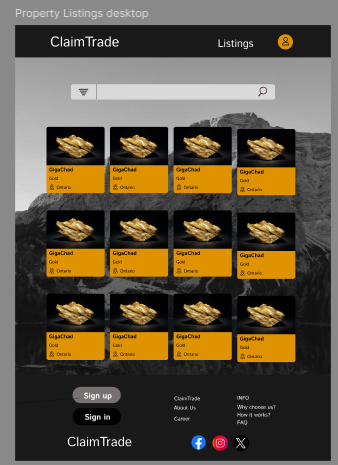 Property Listings desktop
ClaimTrade
Listings
GigaChad
Gold
Ontario
GigaChad
Gold
Ontario
GigaChad
Gold
Ontario
GigaChad
Gold
Ontario
GigaChad
Gold
Ontario
GigaChad
Gold
Ontario
GigaChad
Gold
Ontario
GigaChad
Gold
Ontario
GigaChad
Gold
Ontario
GigaChad
Gold
Ontario
GigaChad
Gold
Ontario
GigaChad
Gold
Ontario
Sign up
Sign in
ClaimTrade
ClaimTrade
About Us
Career
INFO
Why choose us?
How it works?
FAQ